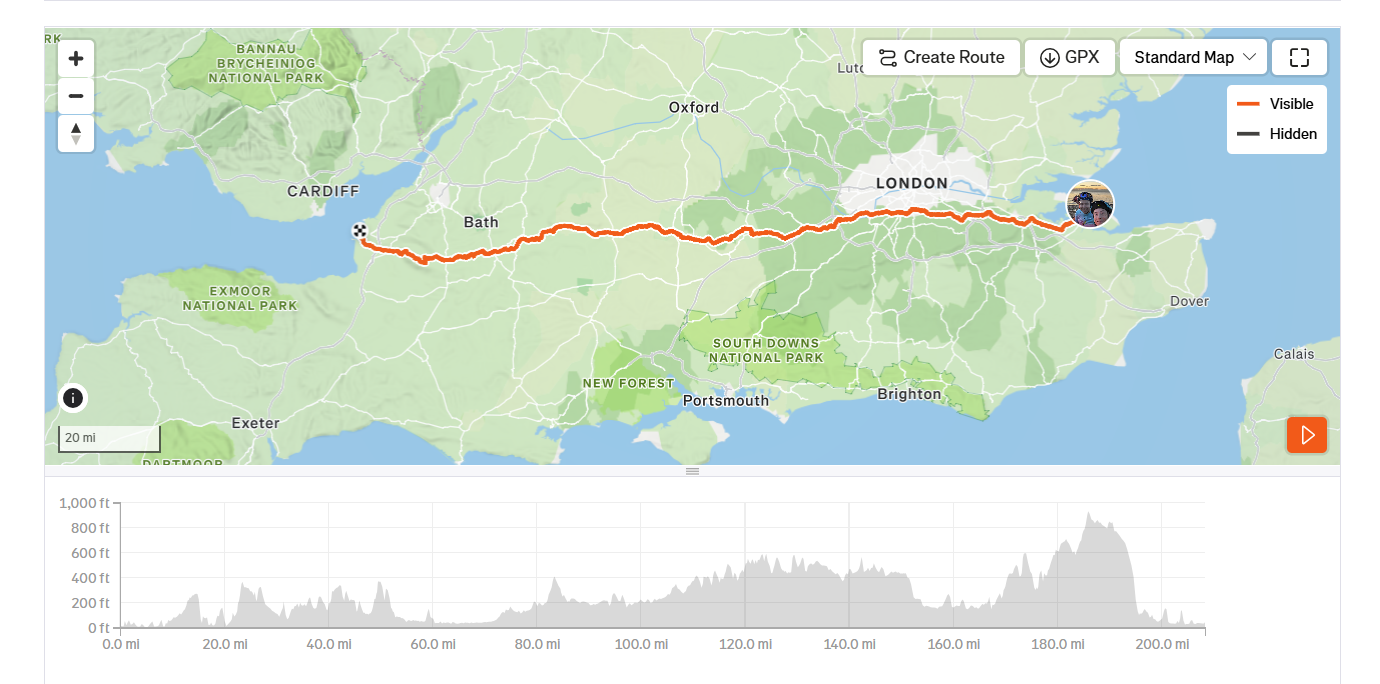 RK
BANNAU
BRYCHEINIOG
NATIONAL PARK
Create Route
GPX
Standard Map
Oxford
Visible
Hidden
CARDIFF
LONDON
Bath
EXMOOR
NATIONAL PARK
Dover
SOUTH DOWNS
NATIONAL PARK
Calais
NEW FOREST
Portsmouth
Brighton
Exeter
20 mi
DARTMOOR
1,000 ft
800 ft
600 ft
400 ft
200 ft
0 ft
0.0 mi 20.0 mi 40.0 mi 60.0 mi 80.0 mi 100.0 mi 120.0 mi 140.0 mi 160.0 mi 180.0 mi 200.0 mi